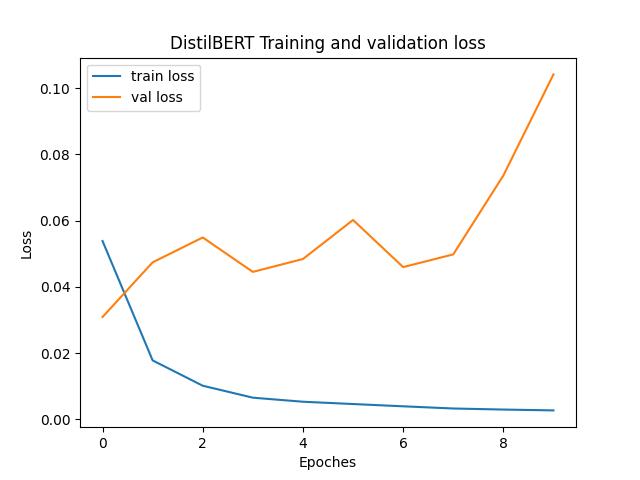 DistilBERT Training and validation loss
train loss
val loss
0.10
0.08
0.06
0.04
0.02
0.00
Loss
0 2 4 6 8
Epoches